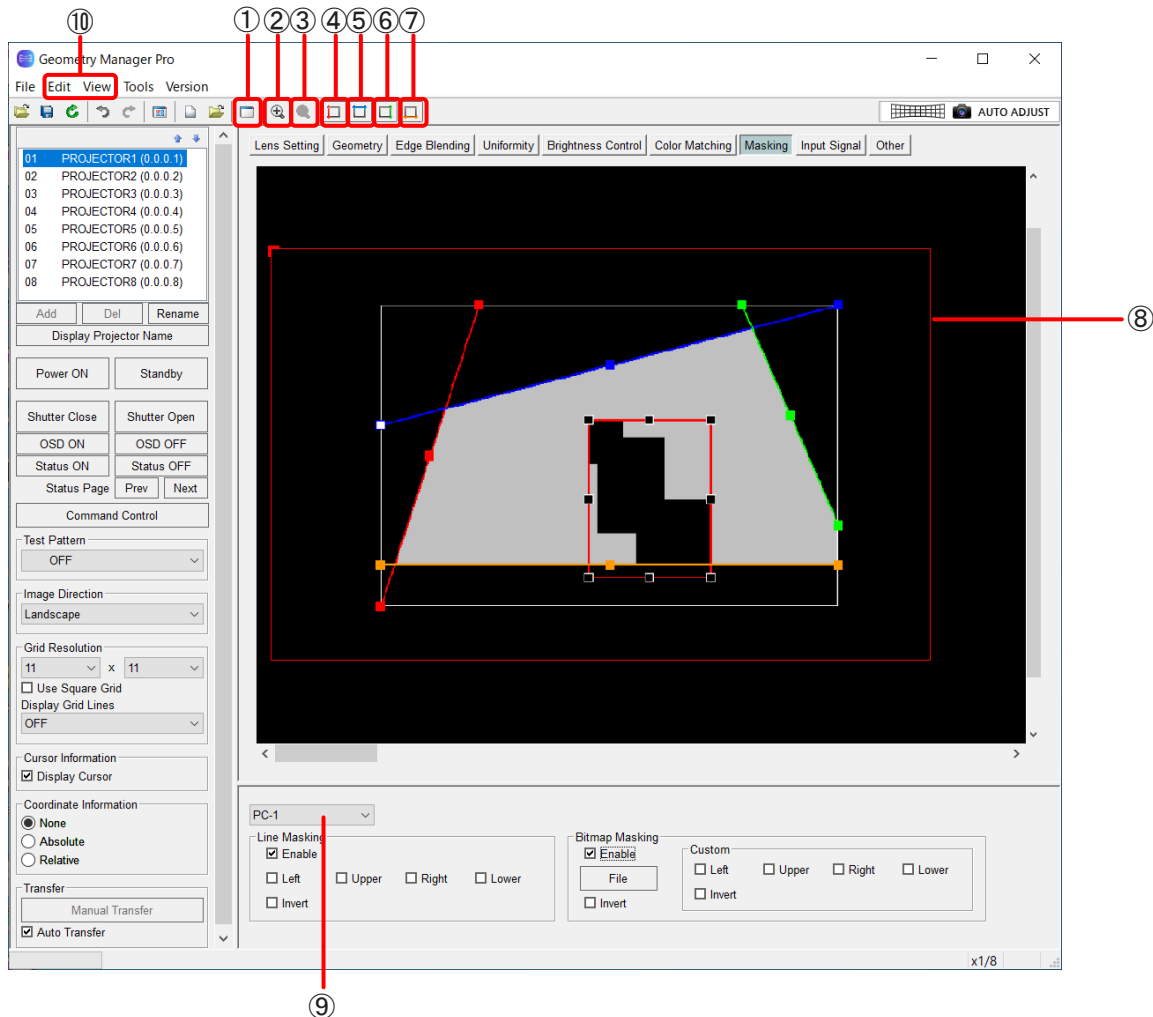 ⑩ ① ② ③ ④ ⑤ ⑥ ⑦
Geometry Manager Pro
File Edit View Tools Version
AUTO ADJUST
01 PROJECTOR1 (0.0.0.1)
02 PROJECTOR2 (0.0.0.2)
03 PROJECTOR3 (0.0.0.3)
04 PROJECTOR4 (0.0.0.4)
05 PROJECTOR5 (0.0.0.5)
06 PROJECTOR6 (0.0.0.6)
07 PROJECTOR7 (0.0.0.7)
08 PROJECTOR8 (0.0.0.8)
Add Del Rename
Display Projector Name
Power ON Standby
Shutter Close Shutter Open
OSD ON OSD OFF
Status ON Status OFF
Status Page Prev Next
Command Control
Test Pattern
OFF
Image Direction
Landscape
Grid Resolution
11 x 11
Use Square Grid
Display Grid Lines
OFF
Cursor Information
Display Cursor
Coordinate Information
None
Absolute
Relative
Transfer
Manual Transfer
Auto Transfer
Lens Setting Geometry Edge Blending Uniformity Brightness Control Color Matching Masking Input Signal Other
⑧
PC-1
Line Masking
Enable
Left Upper Right Lower
Invert
Bitmap Masking
Enable
File
Invert
Custom
Left Upper Right Lower
Invert
x1/8
⑨